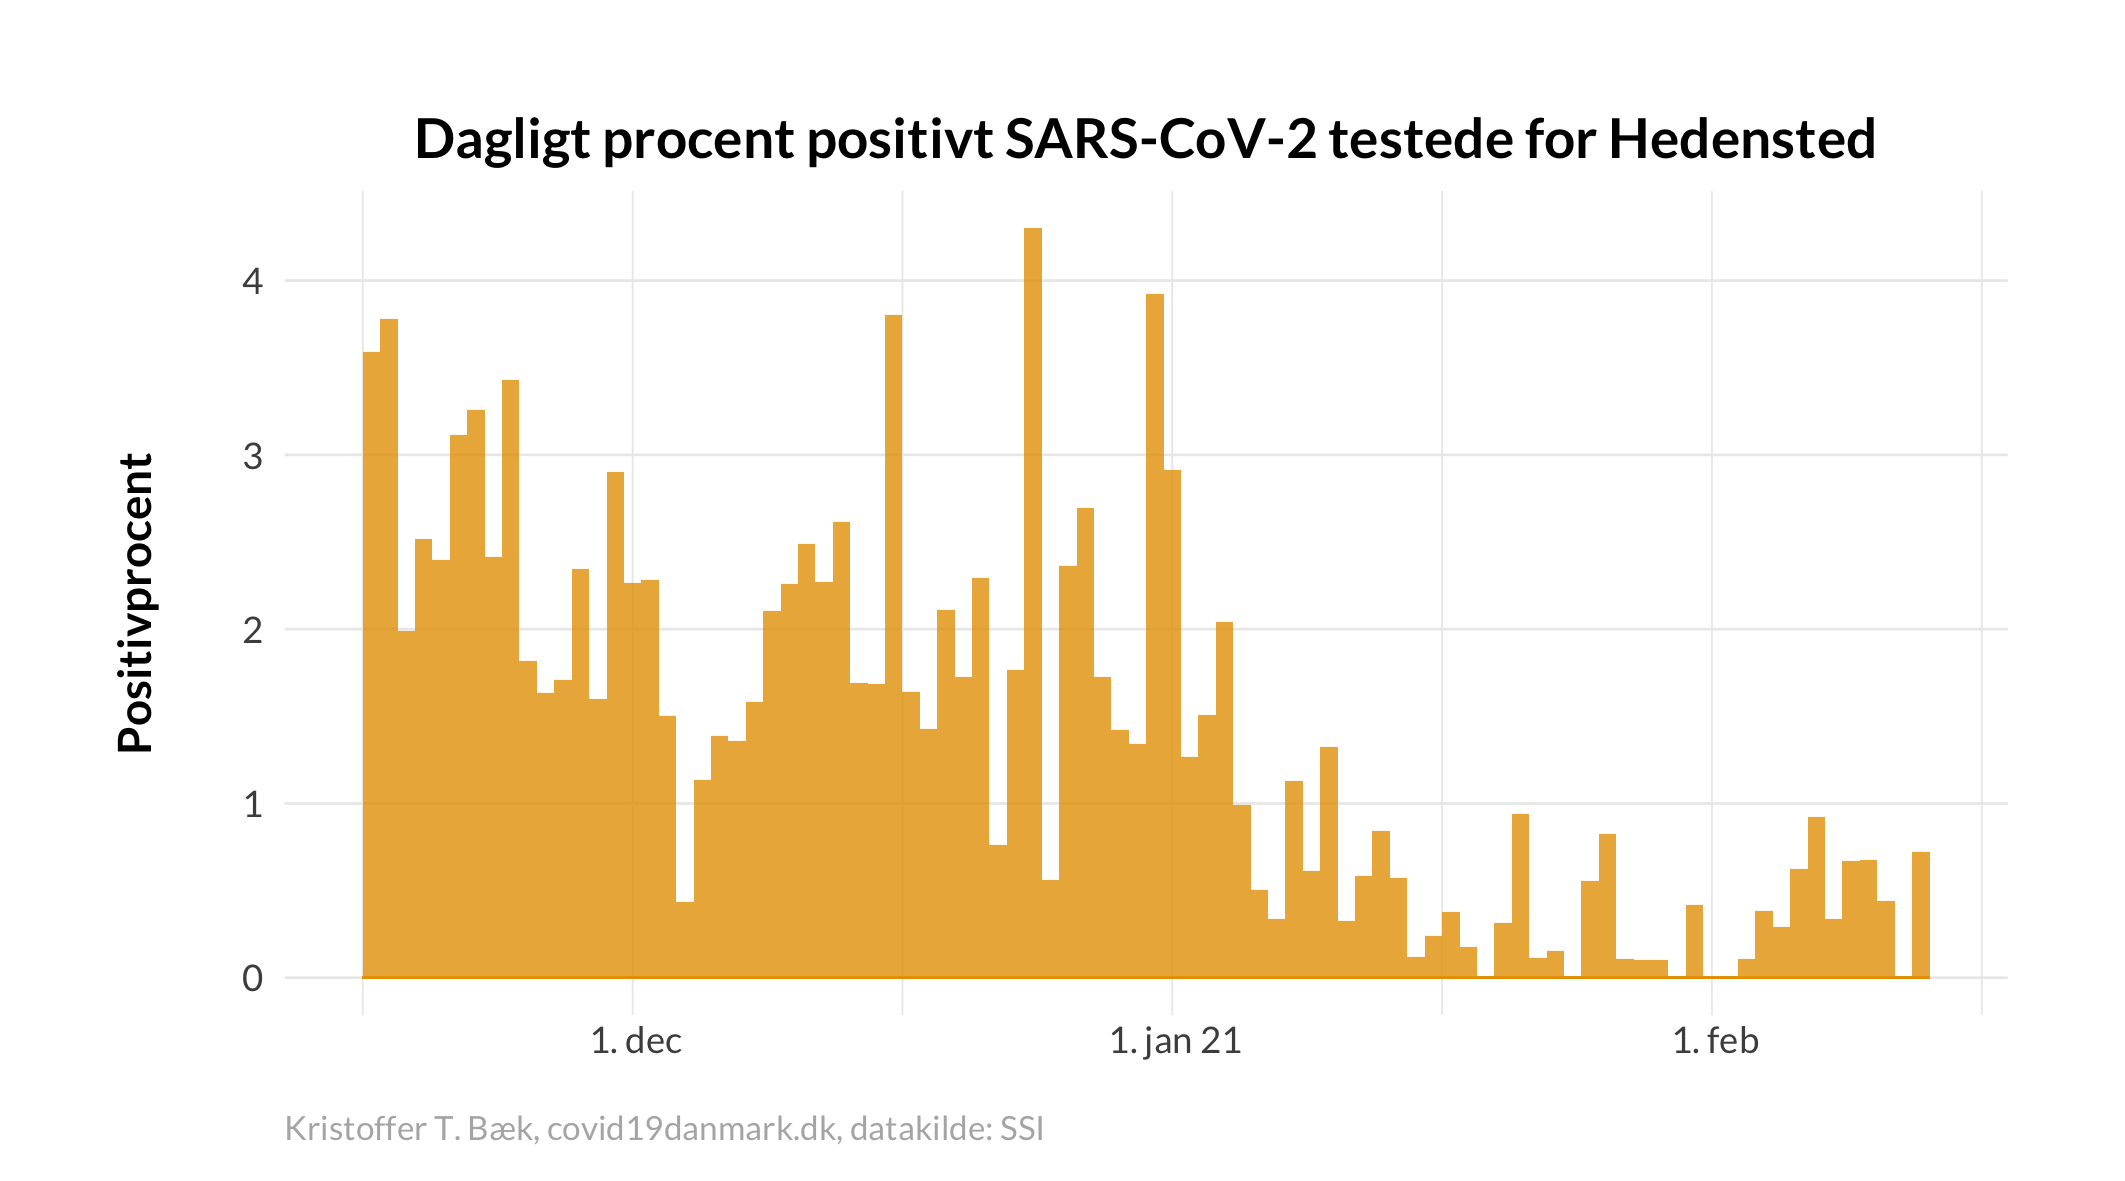 Dagligt procent positivt SARS-CoV-2 testede for Hedensted
Positivprocent
4
3
2
1
0
1. dec
1. jan 21
1. feb
Kristoffer T. Bæk, covid19danmark.dk, datakilde: SSI